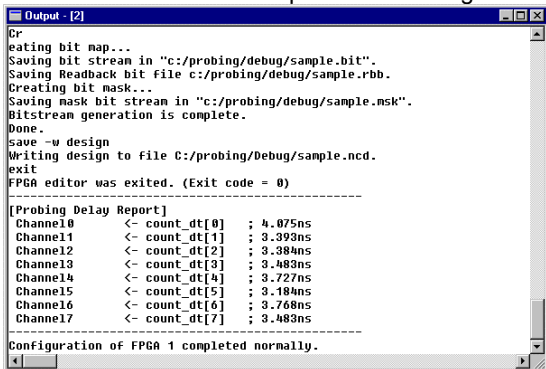 Output - [2]
Cr
eating bit map...
Saving bit stream in "c:/probing/debug/sample.bit".
Saving Readback bit file c:/probing/debug/sample.rbb.
Creating bit mask...
Saving mask bit stream in "c:/probing/debug/sample.msk".
Bitstream generation is complete.
Done.
save -w design
Writing design to file C:/probing/Debug/sample.ncd.
exit
FPGA editor was exited. (Exit code = 0)
--------------------------------------------------
[Probing Delay Report]
Channel0 <- count_dt[0] ; 4.075ns
Channel1 <- count_dt[1] ; 3.393ns
Channel2 <- count_dt[2] ; 3.384ns
Channel3 <- count_dt[3] ; 3.483ns
Channel4 <- count_dt[4] ; 3.727ns
Channel5 <- count_dt[5] ; 3.184ns
Channel6 <- count_dt[6] ; 3.768ns
Channel7 <- count_dt[7] ; 3.483ns
--------------------------------------------------
Configuration of FPGA 1 completed normally.